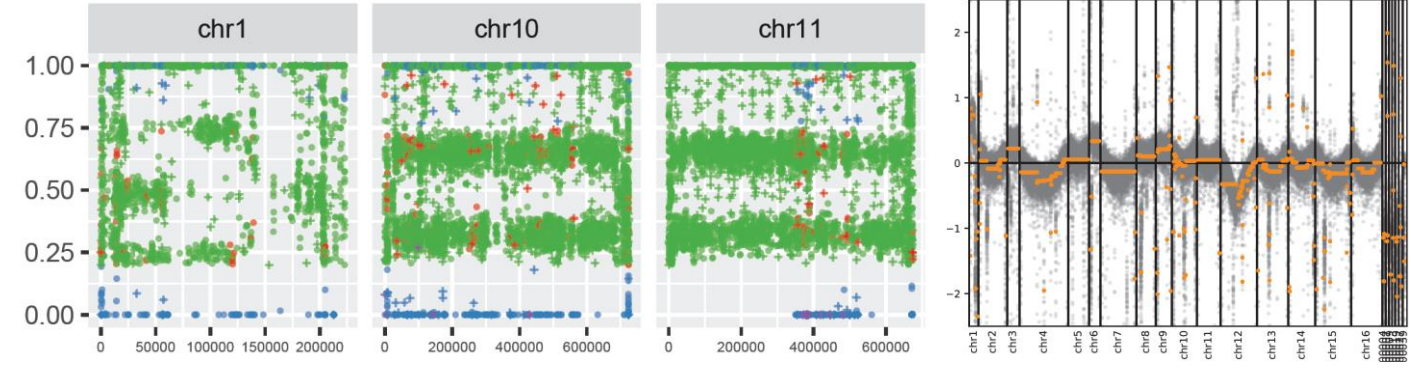 chr1 chr10 chr11
1.00
0.75
0.50
0.25
0.00
0 50000 100000 150000 200000
0 200000 400000 600000
0 200000 400000 600000
2
1
0
−1
−2
chr1
chr2
chr3
chr4
chr5
chr6
chr7
chr8
chr9
chr10
chr11
chr12
chr13
chr14
chr15
chr16